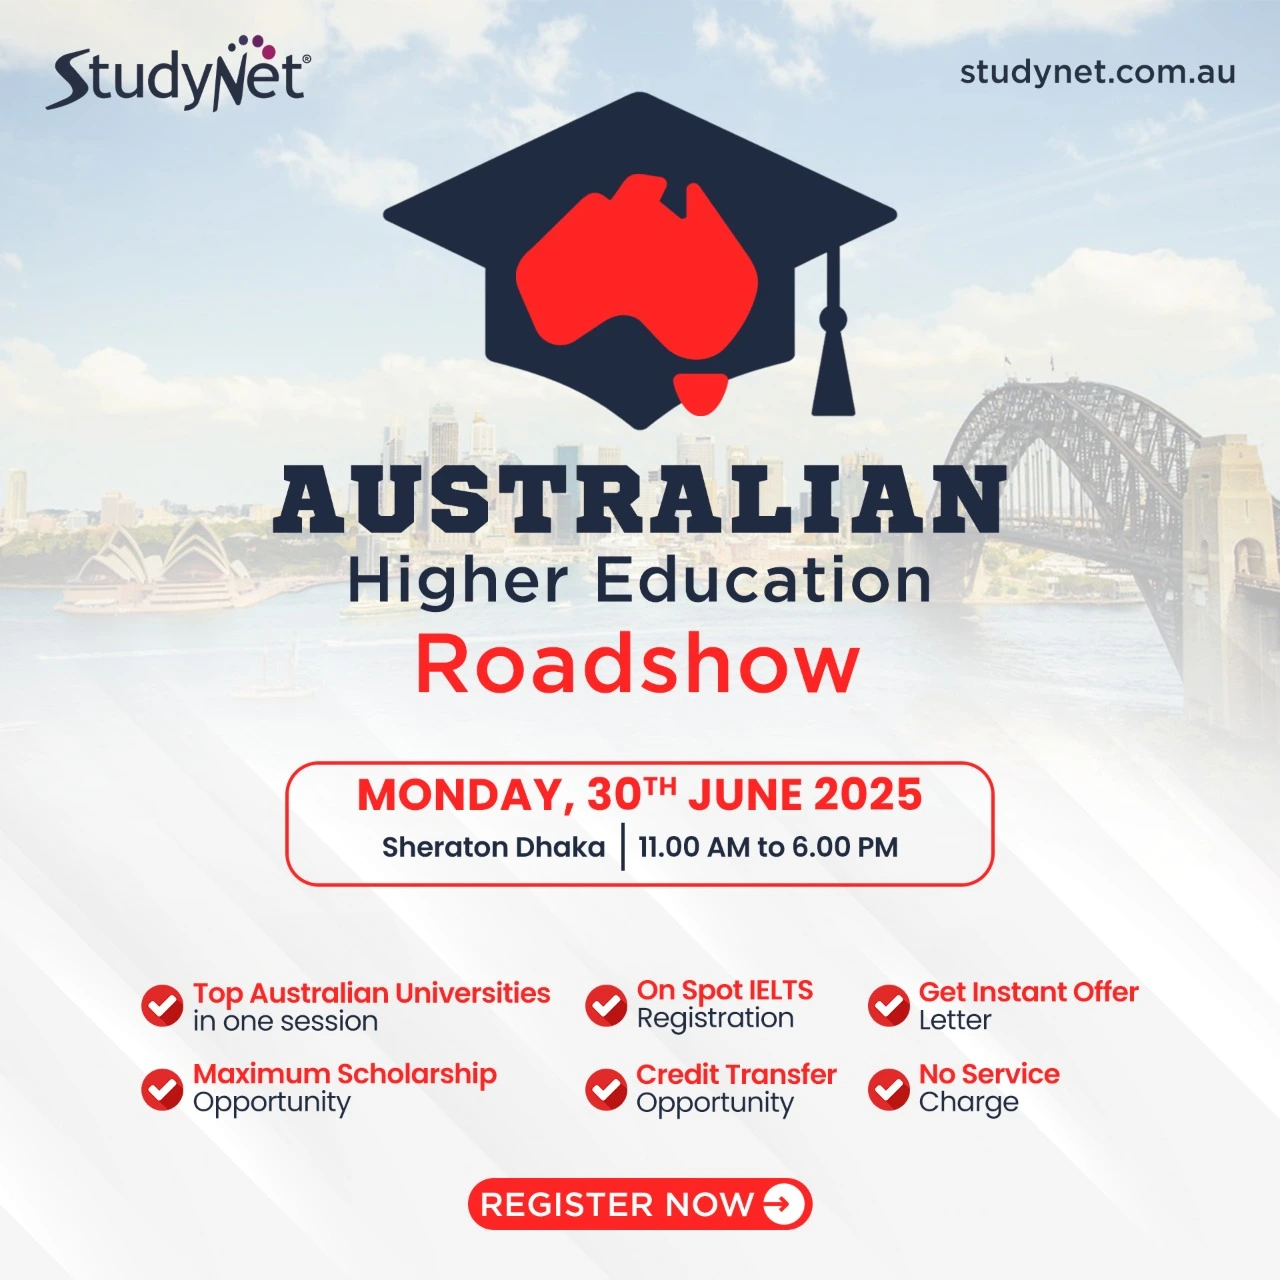 StudyNet®
studynet.com.au
AUSTRALIAN
Higher Education
Roadshow
MONDAY, 30TH JUNE 2025
Sheraton Dhaka | 11.00 AM to 6.00 PM
Top Australian Universities
in one session
On Spot IELTS
Registration
Get Instant Offer
Letter
Maximum Scholarship
Opportunity
Credit Transfer
Opportunity
No Service
Charge
REGISTER NOW